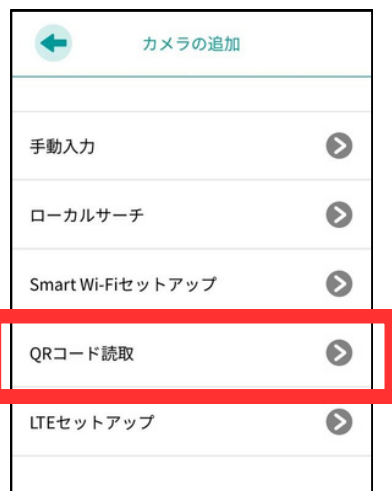 カメラの追加
手動入力
ローカルサーチ
Smart Wi-Fiセットアップ
QRコード読取
LTEセットアップ